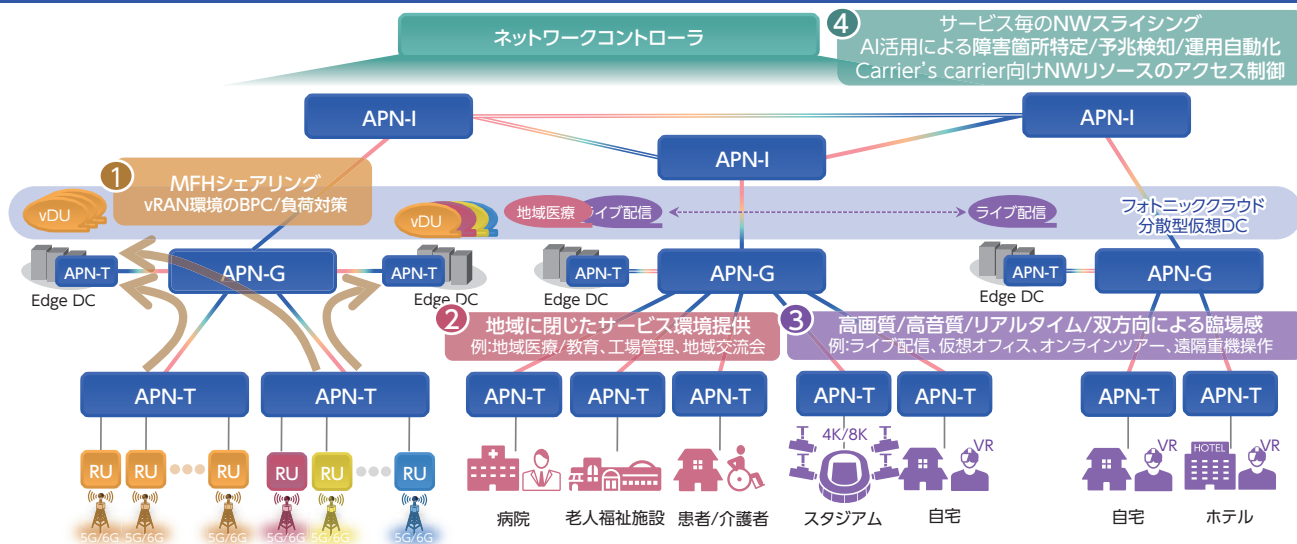 ネットワークコントローラ
4
サービス毎のNWスライシング
AI活用による障害箇所特定/予兆検知/運用自動化
Carrier's carrier向けNWリソースのアクセス制御
APN-I
APN-I
APN-I
1
MFHシェアリング
vRAN環境のBPC/負荷対策
vDU
vDU
地域医療
ライブ配信
ライブ配信
フォトニッククラウド
分散型仮想DC
APN-T
Edge DC
APN-G
APN-T
Edge DC
APN-T
Edge DC
APN-G
APN-T
Edge DC
APN-G
2
地域に閉じたサービス環境提供
例:地域医療/教育、工場管理、地域交流会
3
高画質/高音質/リアルタイム/双方向による臨場感
例:ライブ配信、仮想オフィス、オンラインツアー、遠隔重機操作
APN-T
APN-T
APN-T
APN-T
APN-T
APN-T
APN-T
APN-T
APN-T
RU
RU
RU
RU
RU
RU
4K/8K
VR
VR
HOTEL
VR
5G/6G
5G/6G
5G/6G
5G/6G
5G/6G
5G/6G
病院
老人福祉施設
患者/介護者
スタジアム
自宅
自宅
ホテル